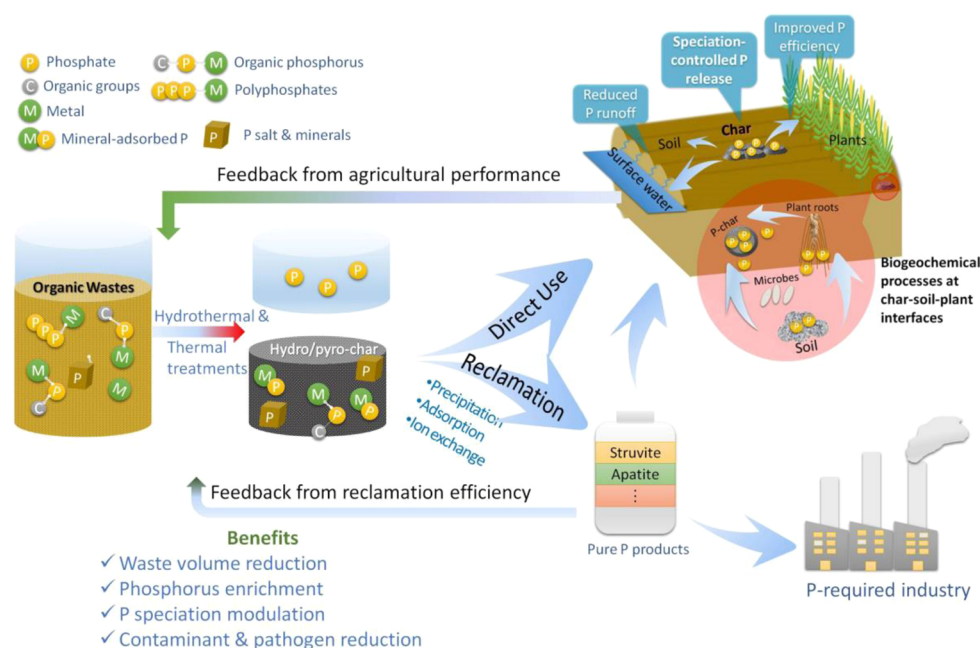 P Phosphate
C Organic groups
M Metal
M P Mineral-adsorbed P
C P M Organic phosphorus
P P P M Polyphosphates
P P salt & minerals
Reduced
P runoff
Speciation-
controlled P
release
Improved P
efficiency
Soil
Char
P P P P P
Plants
Surface water
Feedback from agricultural performance
P-char
P P P P P P
Plant roots
P P P P
Microbes
P P P
Soil
Biogeochemical
processes at
char-soil-plant
interfaces
Organic Wastes
P P P M
C P M
M P C
P
M
Hydrothermal &
Thermal
treatments
P P P
Hydro/pyro-char
M P
P
M P C
P
M P
Direct Use
Reclamation
•Precipitation
•Adsorption
•Ion exchange
Struvite
Apatite
⋮
Pure P products
P-required industry
Feedback from reclamation efficiency
Benefits
✓ Waste volume reduction
✓ Phosphorus enrichment
✓ P speciation modulation
✓ Contaminant & pathogen reduction